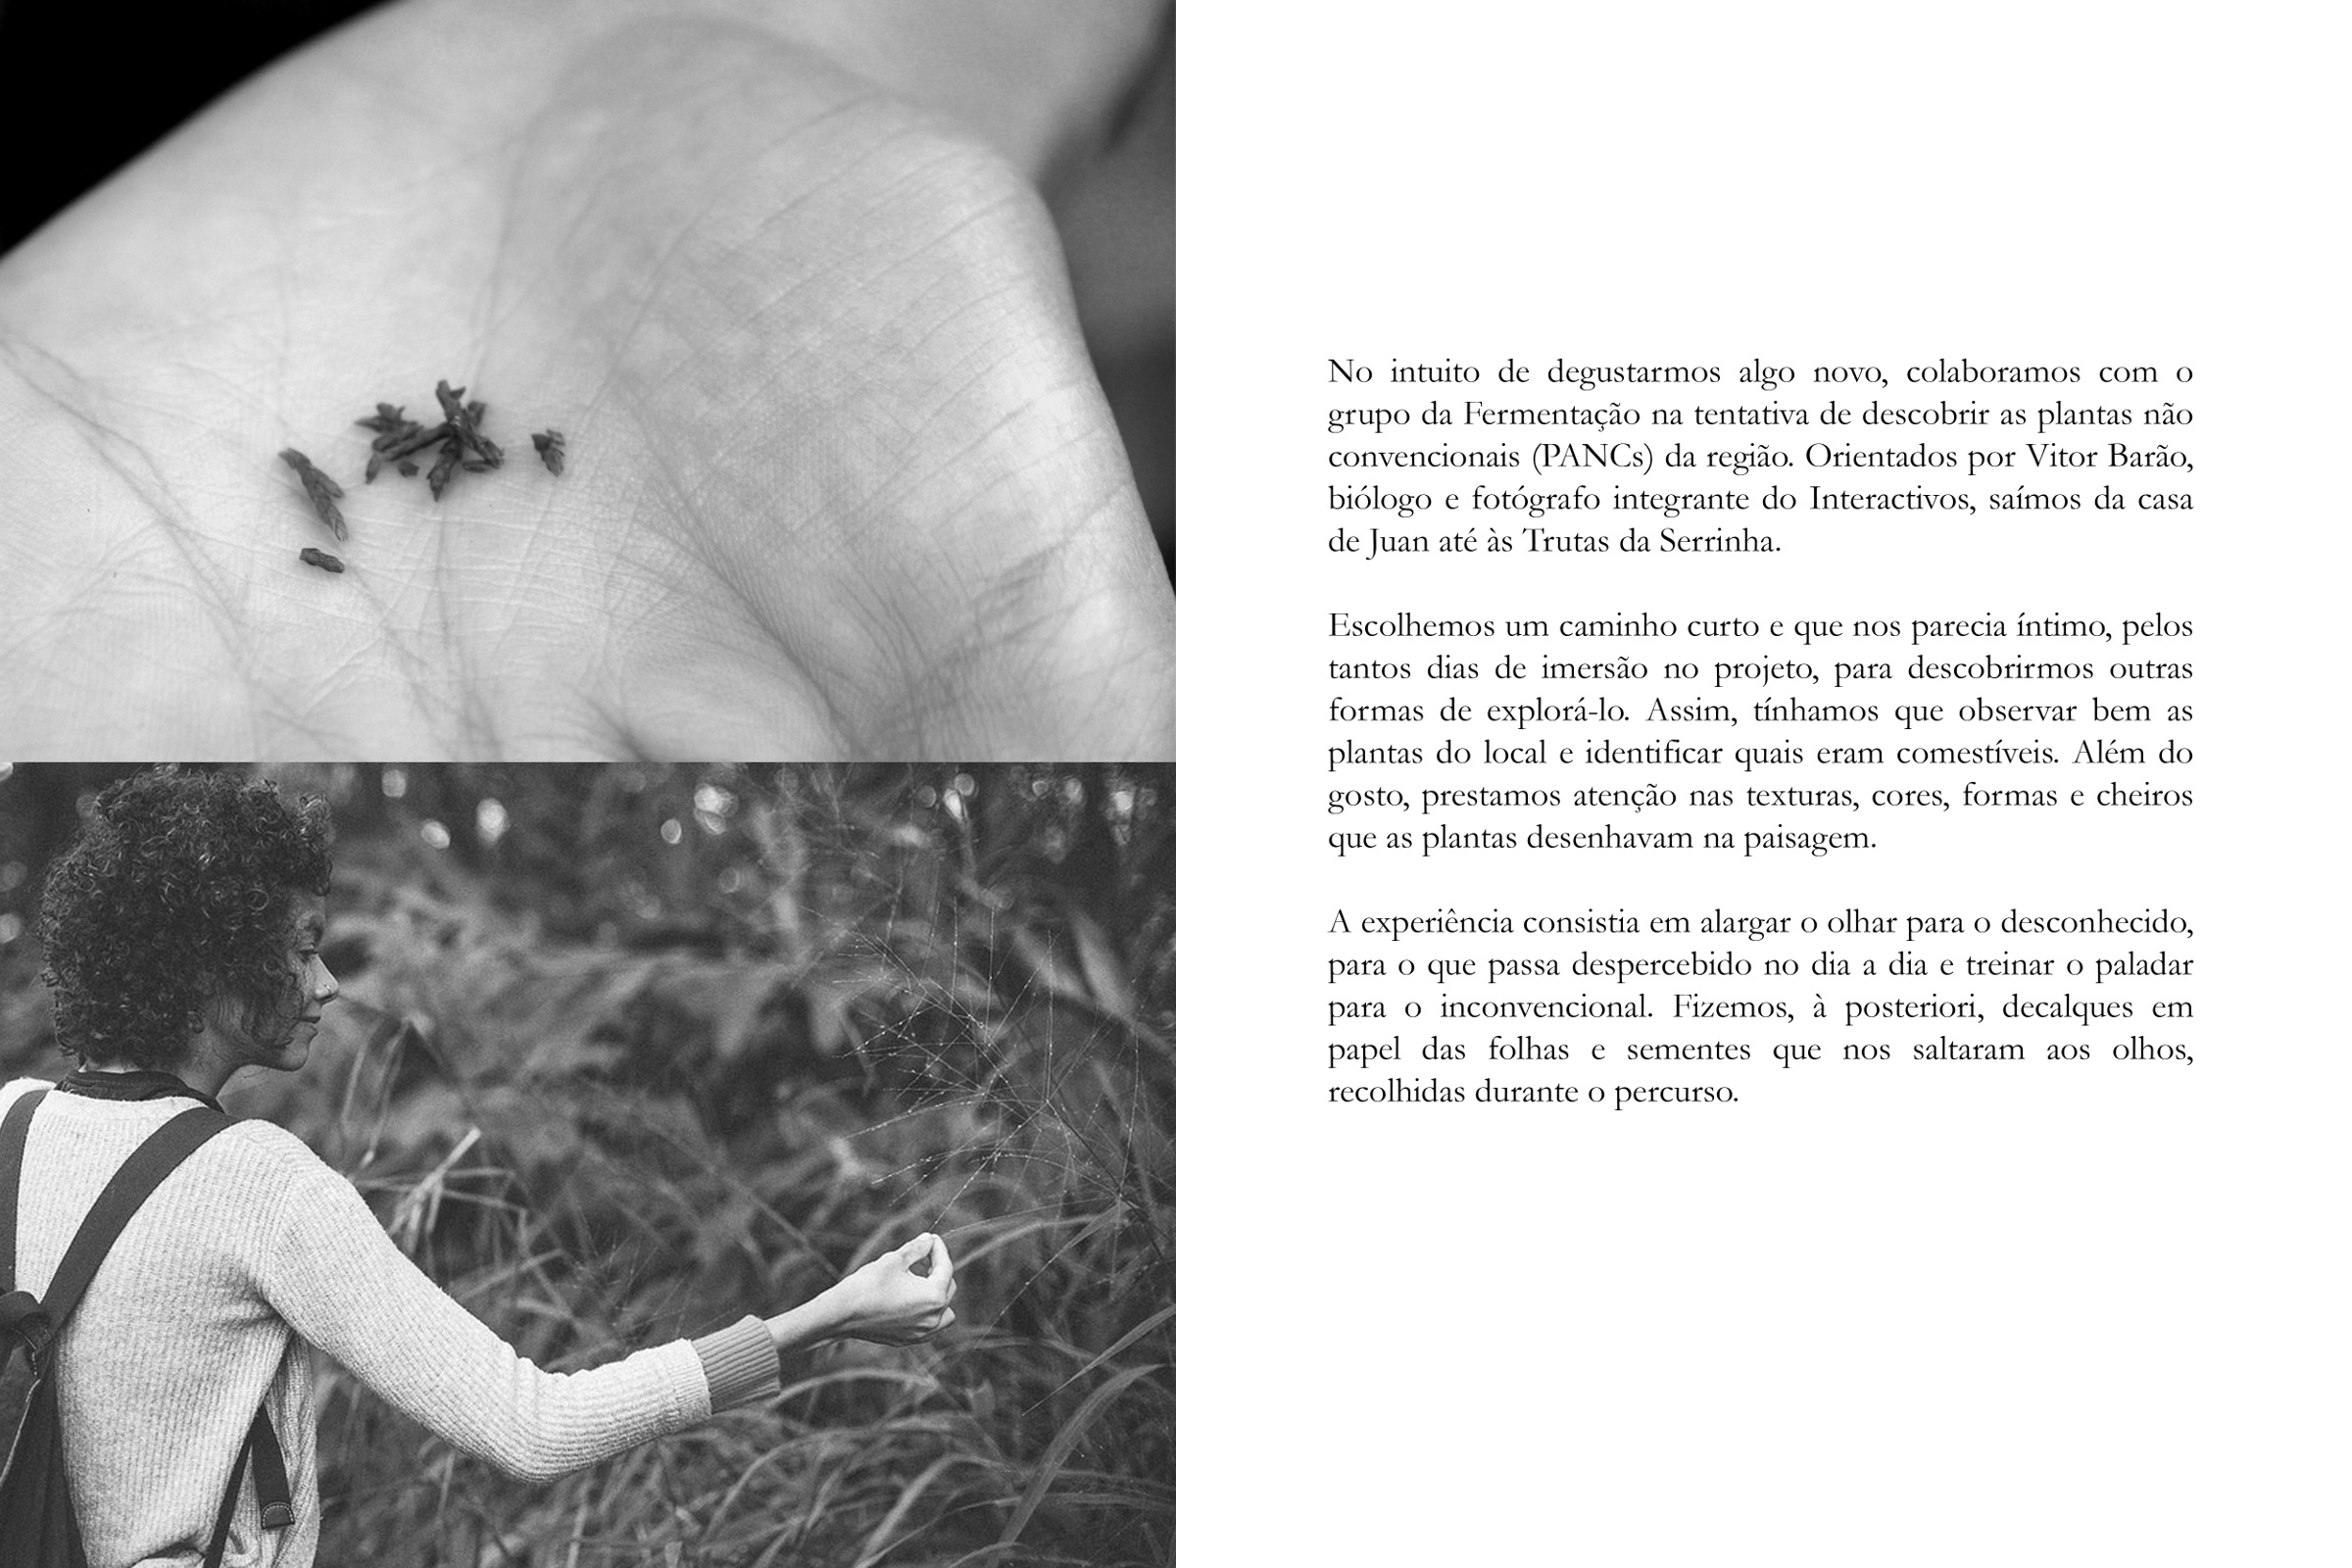 No intuito de degustarmos algo novo, colaboramos com o
grupo da Fermentação na tentativa de descobrir as plantas não
convencionais (PANCs) da região. Orientados por Vitor Barão,
biólogo e fotógrafo integrante do Interactivos, saímos da casa
de Juan até às Trutas da Serrinha.
Escolhemos um caminho curto e que nos parecia íntimo, pelos
tantos dias de imersão no projeto, para descobrirmos outras
formas de explorá-lo. Assim, tínhamos que observar bem as
plantas do local e identificar quais eram comestíveis. Além do
gosto, prestamos atenção nas texturas, cores, formas e cheiros
que as plantas desenhavam na paisagem.
A experiência consistia em alargar o olhar para o desconhecido,
para o que passa despercebido no dia a dia e treinar o paladar
para o inconvencional. Fizemos, à posteriori, decalques em
papel das folhas e sementes que nos saltaram aos olhos,
recolhidas durante o percurso.